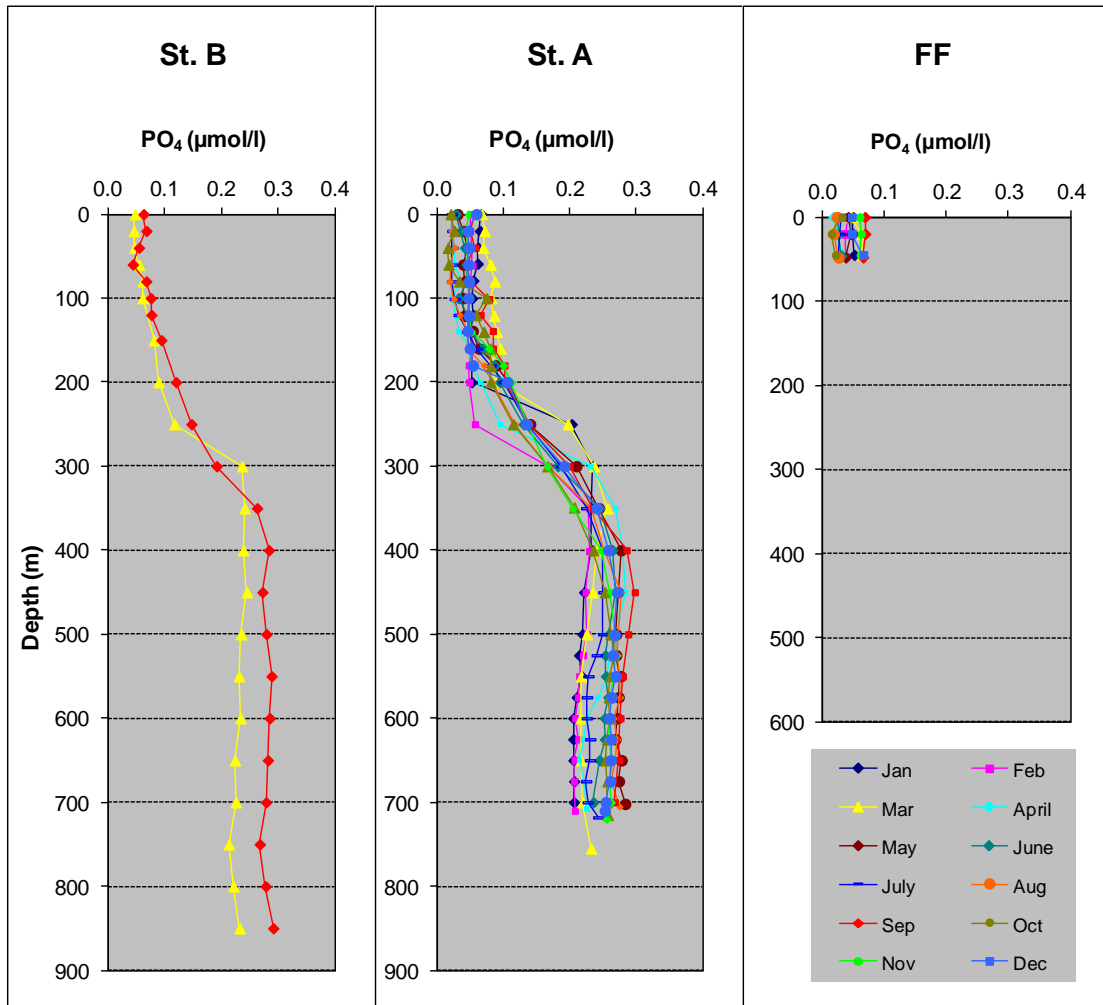 St. B
PO4 (µmol/l)
0.0 0.1 0.2 0.3 0.4
0
100
200
300
400
500
600
700
800
900
Depth (m)
St. A
PO4 (µmol/l)
0.0 0.1 0.2 0.3 0.4
0
100
200
300
400
500
600
700
800
900
FF
PO4 (µmol/l)
0.0 0.1 0.2 0.3 0.4
0
100
200
300
400
500
600
Jan Feb
Mar April
May June
July Aug
Sep Oct
Nov Dec